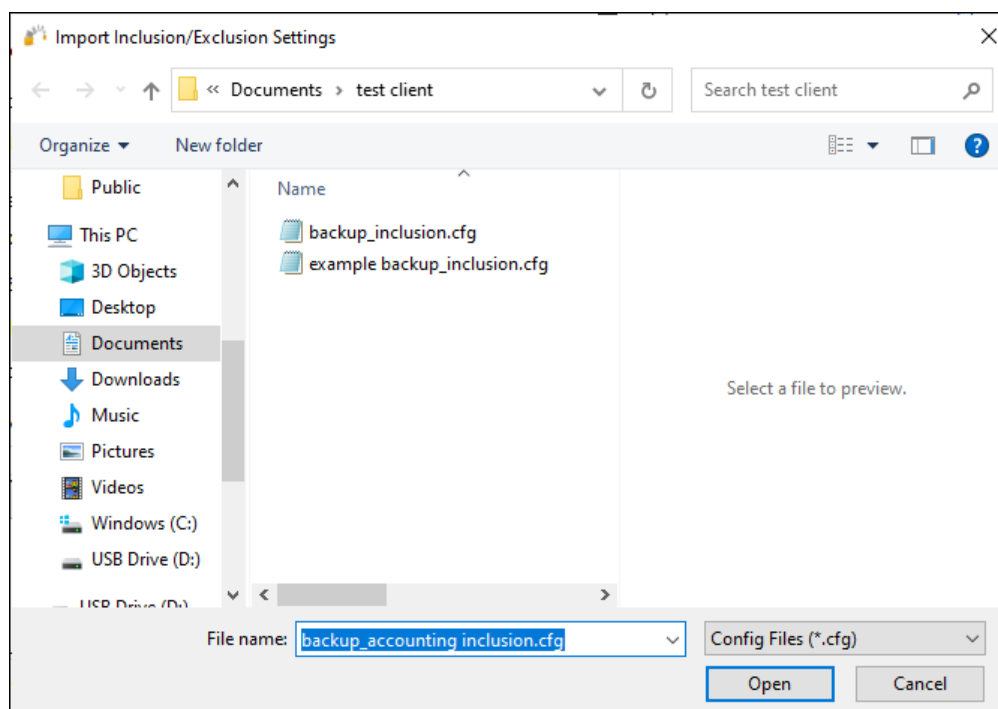 Import Inclusion/Exclusion Settings
« Documents › test client
Search test client
Organize
New folder
Public
This PC
3D Objects
Desktop
Documents
Downloads
Music
Pictures
Videos
Windows (C:)
USB Drive (D:)
USB Drive (D:)
Name
backup_inclusion.cfg
example backup_inclusion.cfg
Select a file to preview.
File name: backup_accounting inclusion.cfg
Config Files (*.cfg)
Open
Cancel